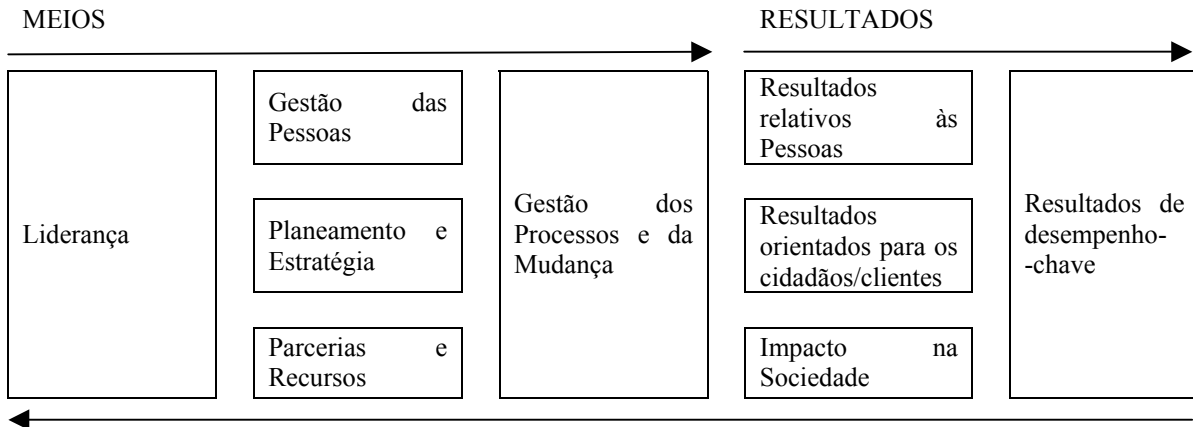 MEIOS
RESULTADOS
Liderança
Gestão das
Pessoas
Planeamento e
Estratégia
Parcerias e
Recursos
Gestão dos
Processos e da
Mudança
Resultados
relativos às
Pessoas
Resultados
orientados para os
cidadãos/clientes
Impacto na
Sociedade
Resultados de
desempenho-
-chave